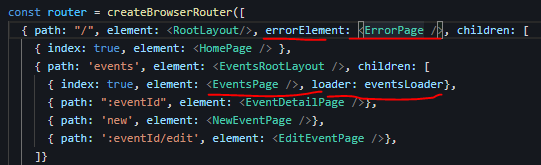 const router = createBrowserRouter([
{ path: "/", element: <RootLayout/>, errorElement: <ErrorPage />, children: [
{ index: true, element: <HomePage /> },
{ path: 'events', element: <EventsRootLayout />, children: [
{ index: true, element: <EventsPage />, loader: eventsLoader},
{ path: ":eventId", element: <EventDetailPage />},
{ path: 'new', element: <NewEventPage />},
{ path: ':eventId/edit', element: <EditEventPage />},
]}